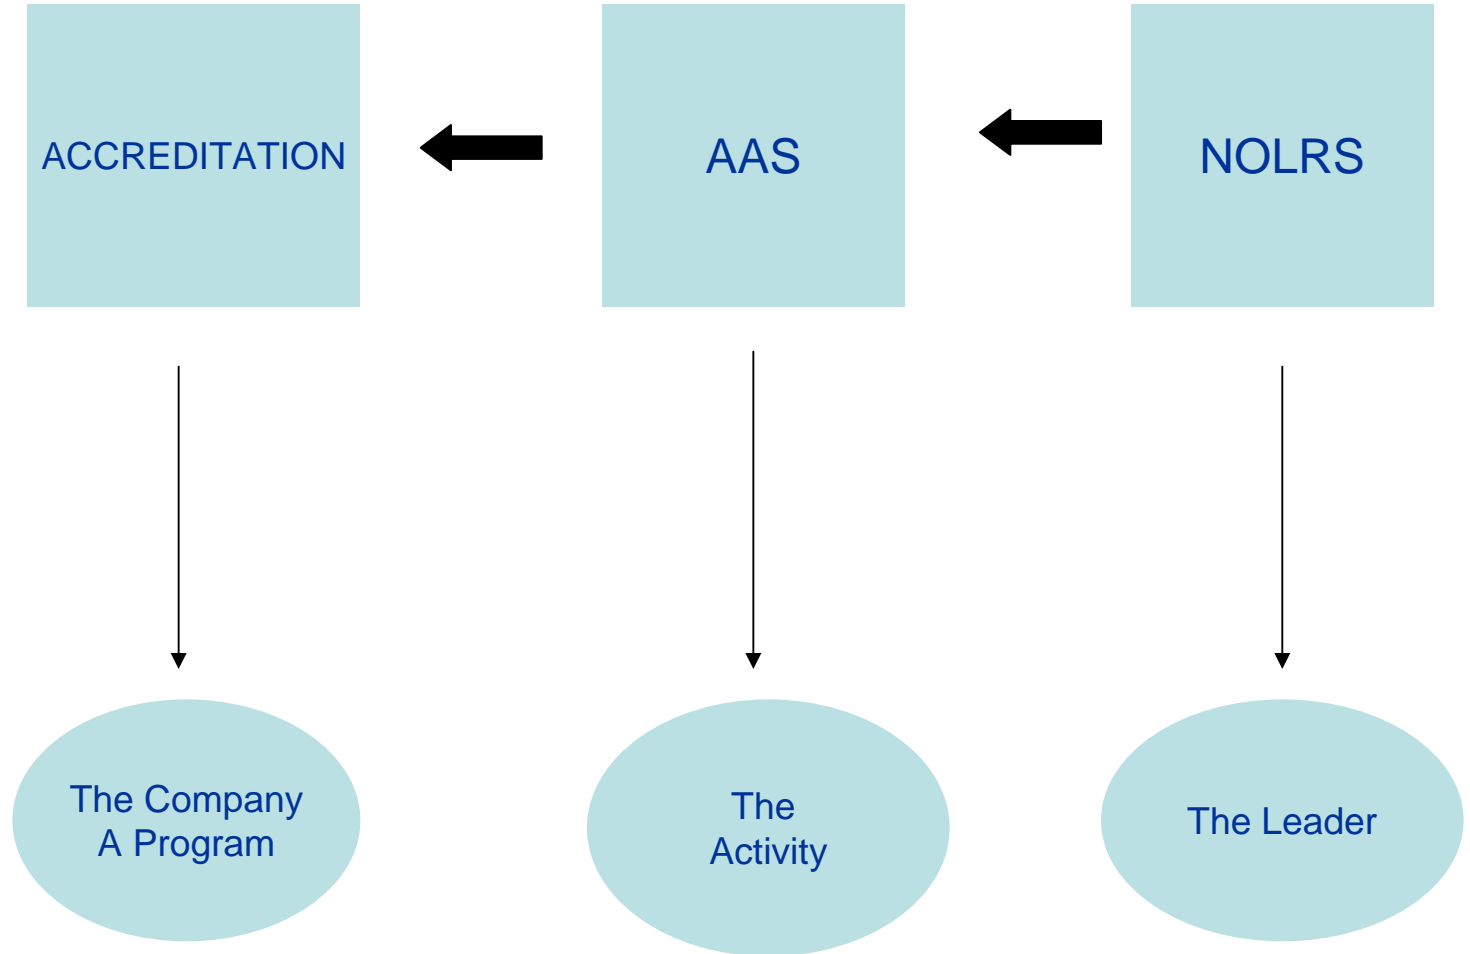 ACCREDITATION
AAS
NOLRS
The Company
A Program
The
Activity
The Leader